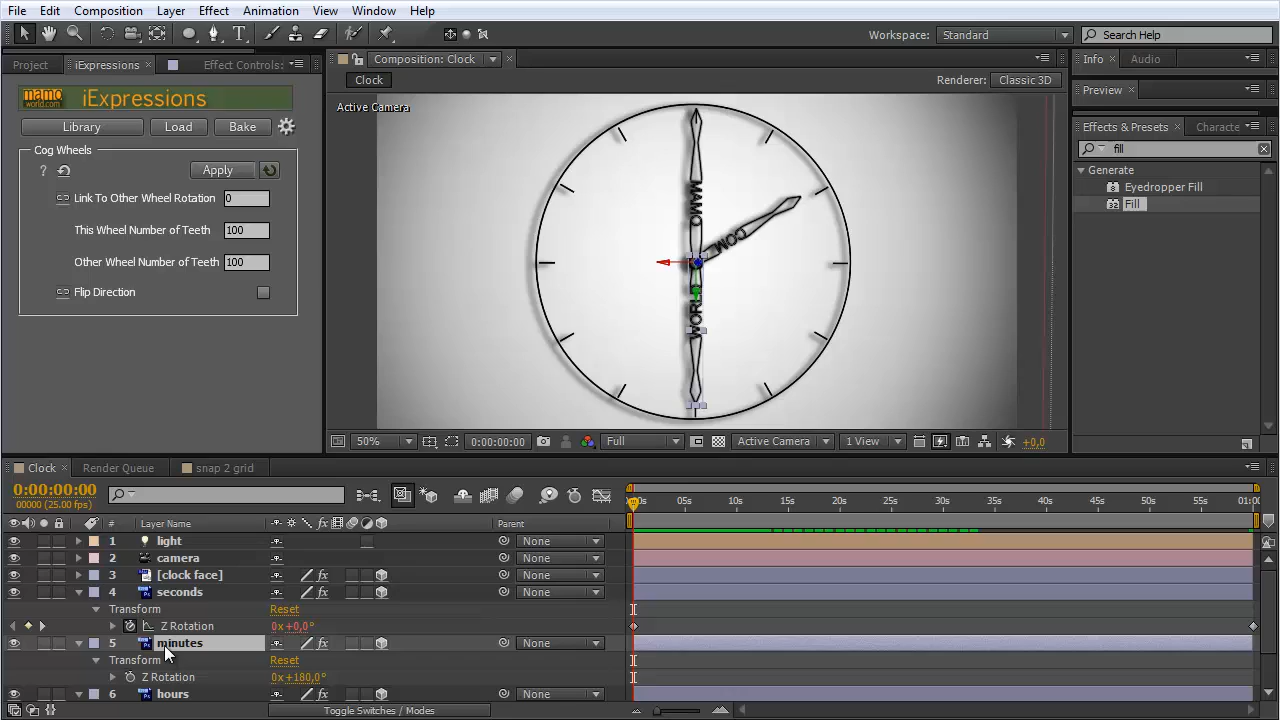 File Edit Composition Layer Effect Animation View Window Help
T Workspace: Standard Search Help
Project iExpressions × Effect Controls: Composition: Clock × Info × Audio
Clock Renderer: Classic 3D
Preview ×
mamo world.com iExpressions
Active Camera
Library Load Bake
Effects & Presets × Characte
fill
Cog Wheels
? Apply
Generate
Eyedropper Fill
Fill
Link To Other Wheel Rotation 0
This Wheel Number of Teeth 100
Other Wheel Number of Teeth 100
Flip Direction
MAMO
COM
WORL
50% 0:00:00:00 Full Active Camera 1 View +0,0
Clock × Render Queue snap 2 grid
0:00:00:00
00000 (25.00 fps)
0s 05s 10s 15s 20s 25s 30s 35s 40s 45s 50s 55s 01:00
# Layer Name fx Parent
1 light None
2 camera None
3 [clock face] fx None
4 seconds fx None
Transform Reset
Z Rotation 0x+0,0°
5 minutes fx None
Transform Reset
Z Rotation 0x+180,0°
6 hours fx None
Toggle Switches / Modes